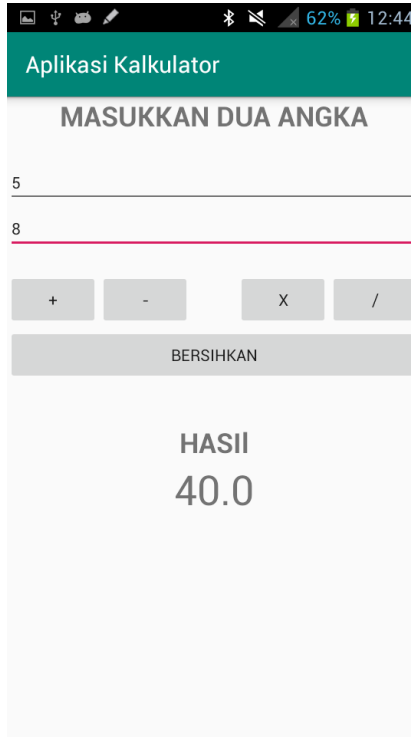 62% 12:44
Aplikasi Kalkulator
MASUKKAN DUA ANGKA
5
8
+ - X /
BERSIHKAN
HASIl
40.0